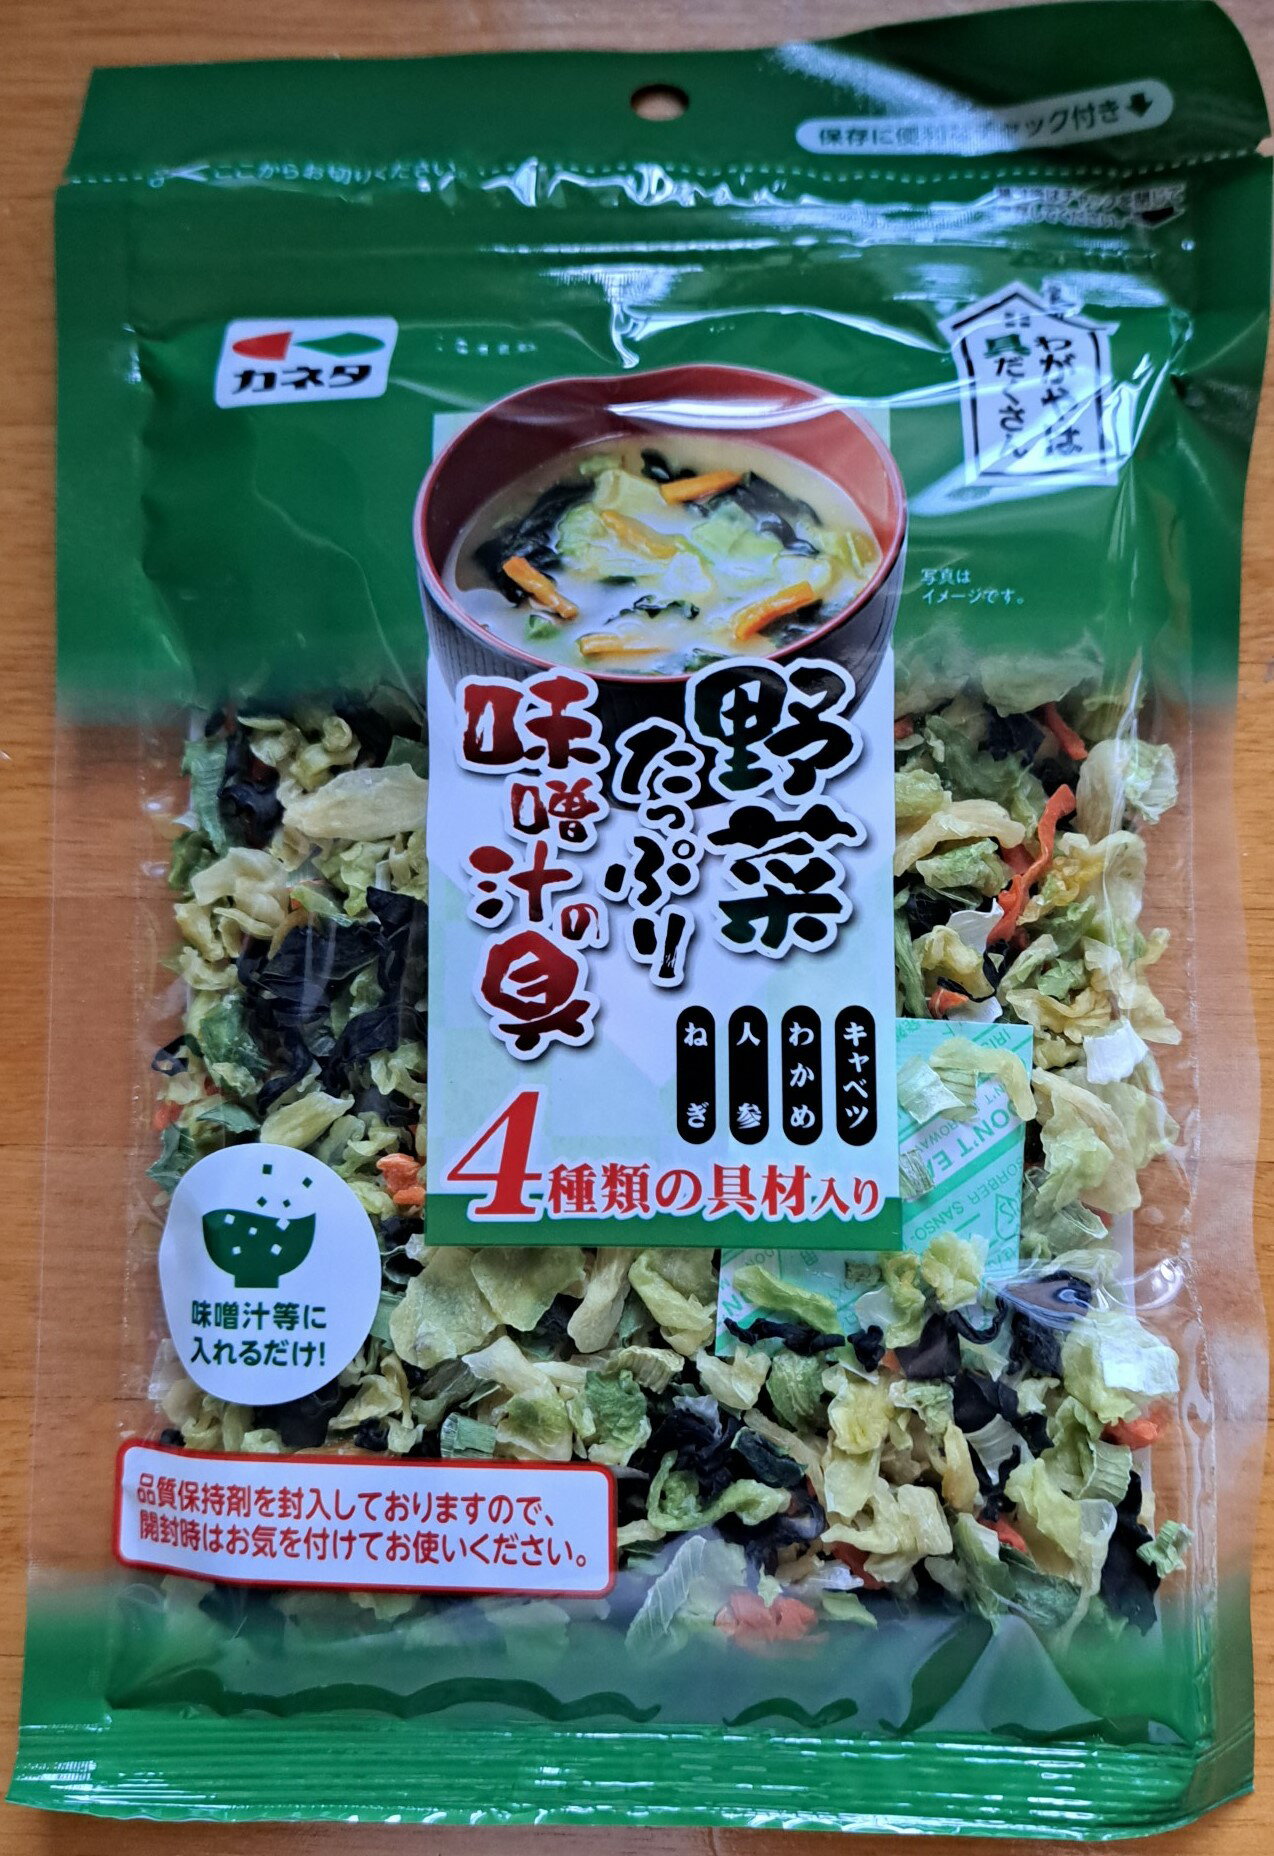 保存に便利なチャック付き
ここからお切りください。
カネタ
わがやは
具だくさん
写真は
イメージです。
野菜
たっぷり
味噌汁の具
キャベツ
わかめ
人参
ねぎ
4種類の具材入り
DON'T EA
味噌汁等に
入れるだけ!
品質保持剤を封入しておりますので、
開封時はお気を付けてお使いください。